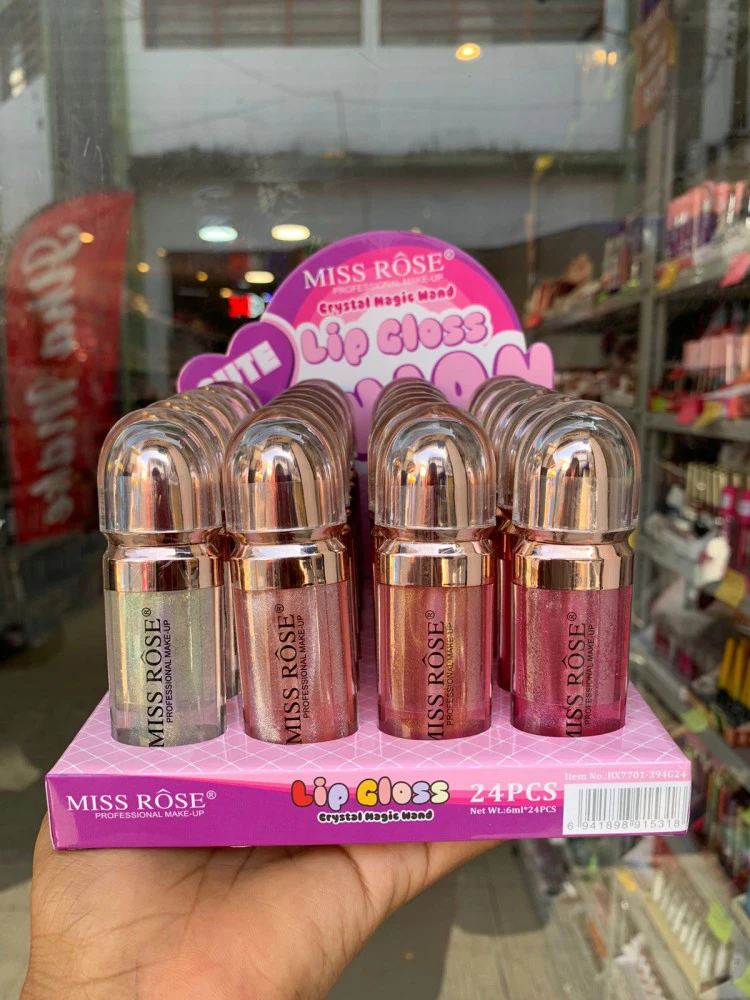 MISS RÔSE®
PROFESSIONAL MAKE-UP
Crystal Magic Wand
Lip Gloss
CUTE
MISS RÔSE®
PROFESSIONAL MAKE-UP
MISS RÔSE®
PROFESSIONAL MAKE-UP
MISS RÔSE®
PROFESSIONAL MAKE-UP
MISS RÔSE®
PROFESSIONAL MAKE-UP
MISS RÔSE®
PROFESSIONAL MAKE-UP
Lip Gloss
Crystal Magic Wand
24PCS
Net Wt.:6ml*24PCS
Item No.:BX7701-394G24
6 941898 915318